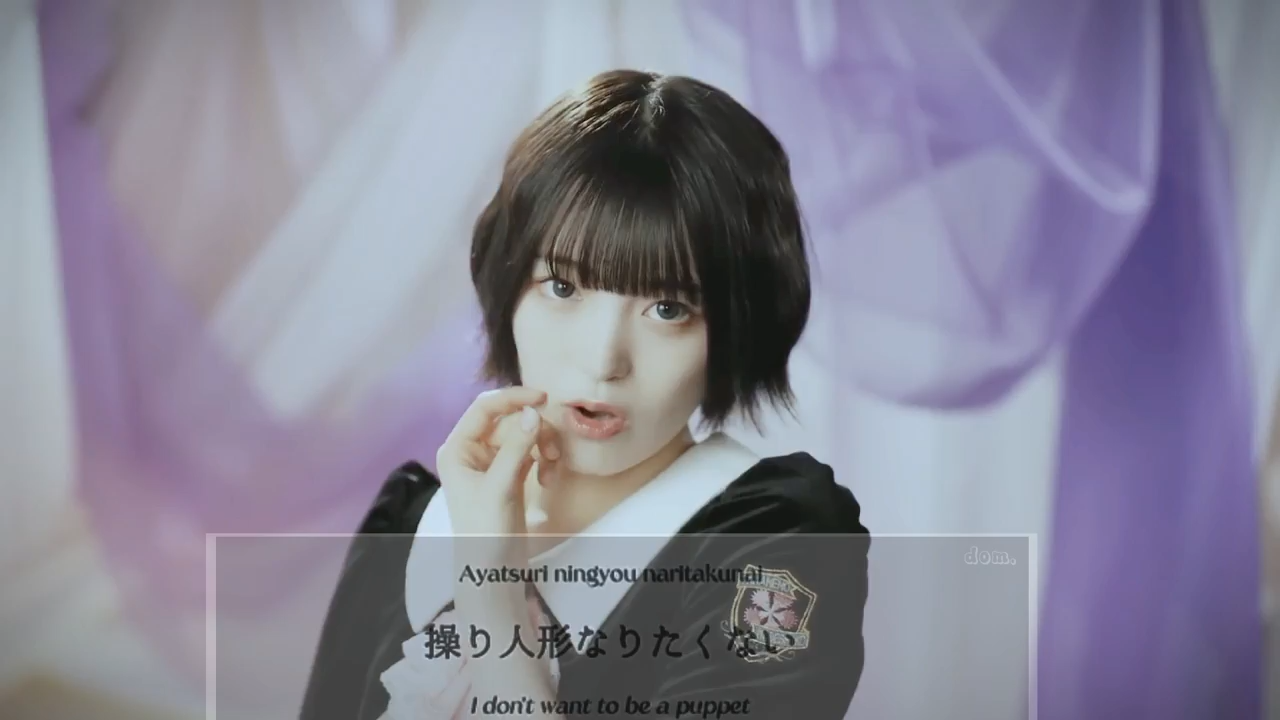 dom.
Ayatsuri ningyou naritakunai
操り人形なりたくない
I don't want to be a puppet